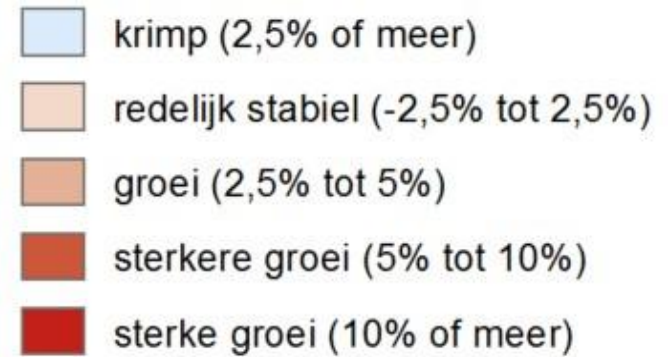 krimp (2,5% of meer)
redelijk stabiel (-2,5% tot 2,5%)
groei (2,5% tot 5%)
sterkere groei (5% tot 10%)
sterke groei (10% of meer)